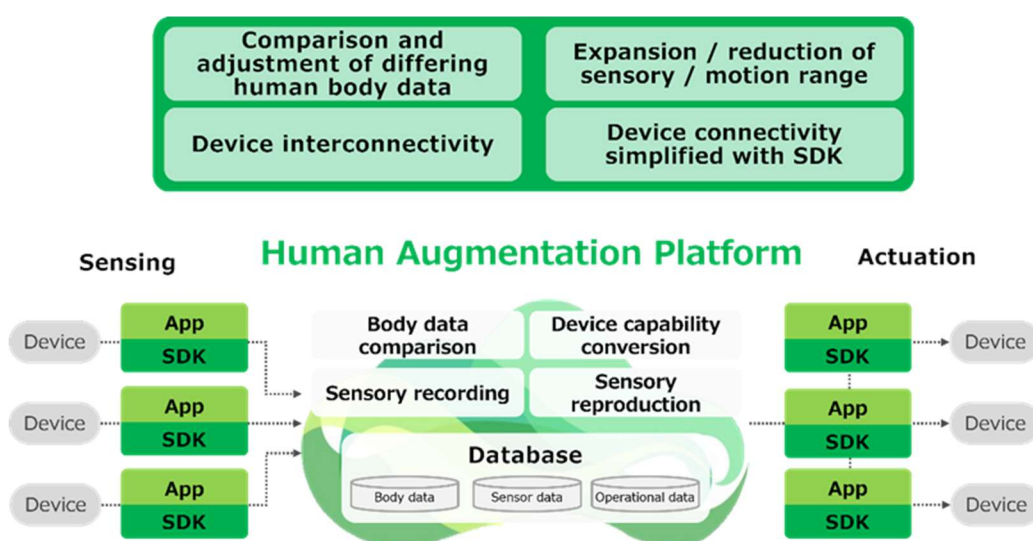 Comparison and
adjustment of differing
human body data
Expansion / reduction of
sensory / motion range
Device interconnectivity
Device connectivity
simplified with SDK
Sensing
Human Augmentation Platform
Actuation
Device
App
SDK
Device
App
SDK
Device
App
SDK
Body data
comparison
Device capability
conversion
Sensory recording
Sensory
reproduction
Database
Body data
Sensor data
Operational data
App
SDK
Device
App
SDK
Device
App
SDK
Device